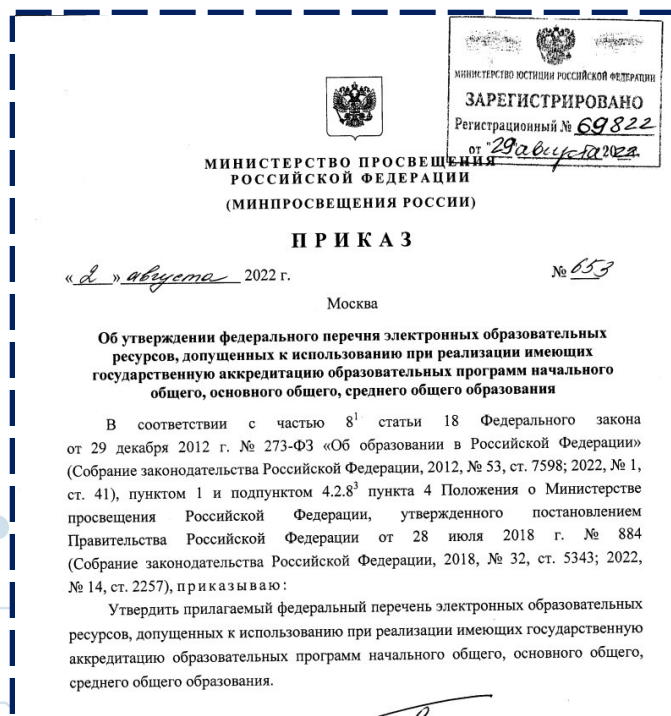 МИНИСТЕРСТВО ЮСТИЦИИ РОССИЙСКОЙ ФЕДЕРАЦИИ
ЗАРЕГИСТРИРОВАНО
Регистрационный № 69822
от "29" августа 2022.
МИНИСТЕРСТВО ПРОСВЕЩЕНИЯ
РОССИЙСКОЙ ФЕДЕРАЦИИ
(МИНПРОСВЕЩЕНИЯ РОССИИ)
ПРИКАЗ
« 2 » августа 2022 г.
№ 653
Москва
Об утверждении федерального перечня электронных образовательных
ресурсов, допущенных к использованию при реализации имеющих
государственную аккредитацию образовательных программ начального
общего, основного общего, среднего общего образования
В соответствии с частью 8¹ статьи 18 Федерального закона
от 29 декабря 2012 г. № 273-ФЗ «Об образовании в Российской Федерации»
(Собрание законодательства Российской Федерации, 2012, № 53, ст. 7598; 2022, № 1,
ст. 41), пунктом 1 и подпунктом 4.2.8³ пункта 4 Положения о Министерстве
просвещения Российской Федерации, утвержденного постановлением
Правительства Российской Федерации от 28 июля 2018 г. № 884
(Собрание законодательства Российской Федерации, 2018, № 32, ст. 5343; 2022,
№ 14, ст. 2257), приказываю:
Утвердить прилагаемый федеральный перечень электронных образовательных
ресурсов, допущенных к использованию при реализации имеющих государственную
аккредитацию образовательных программ начального общего, основного общего,
среднего общего образования.